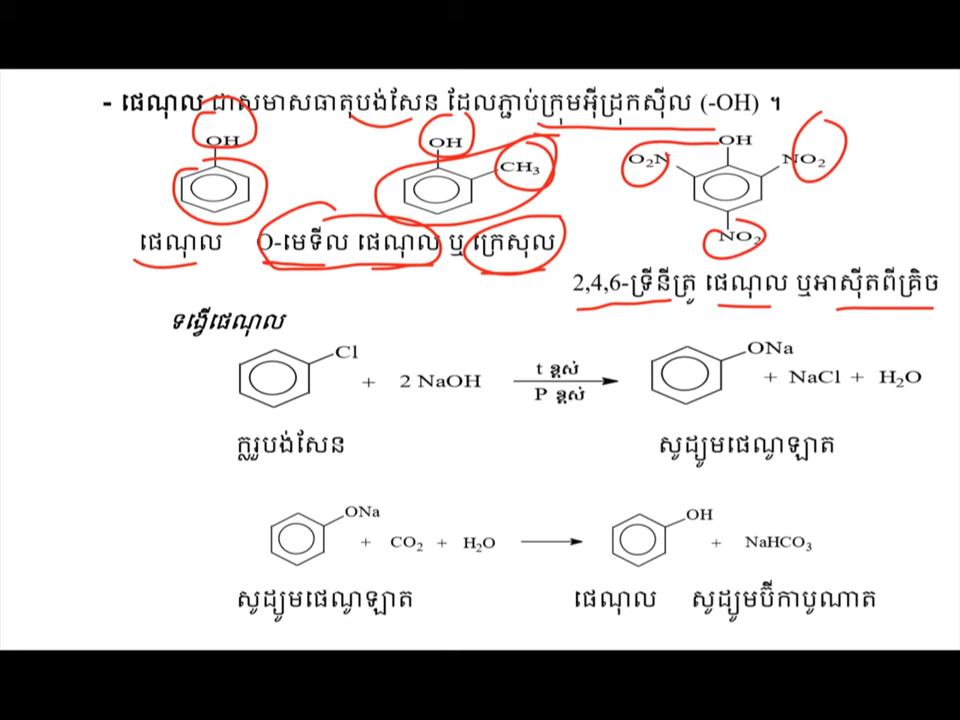 - ផេណុល ជាសមាសធាតុបង់សែន ដែលភ្ជាប់ក្រុមអ៊ីដ្រុកស៊ីល (-OH) ។
OH OH CH₃ OH O₂N NO₂ NO₂
ផេណុល O-មេទីល ផេណុល ឬ ក្រេសុល
2,4,6-ទ្រីនីត្រូ ផេណុល ឬអាស៊ីតពីគ្រិច
ទង្វើផេណុល
Cl + 2 NaOH t ខ្ពស់ P ខ្ពស់ ONa + NaCl + H₂O
ក្លរួបង់សែន សូដ្យូមផេណូឡាត
ONa + CO₂ + H₂O OH + NaHCO₃
សូដ្យូមផេណូឡាត ផេណុល សូដ្យូមប៊ីកាបូណាត